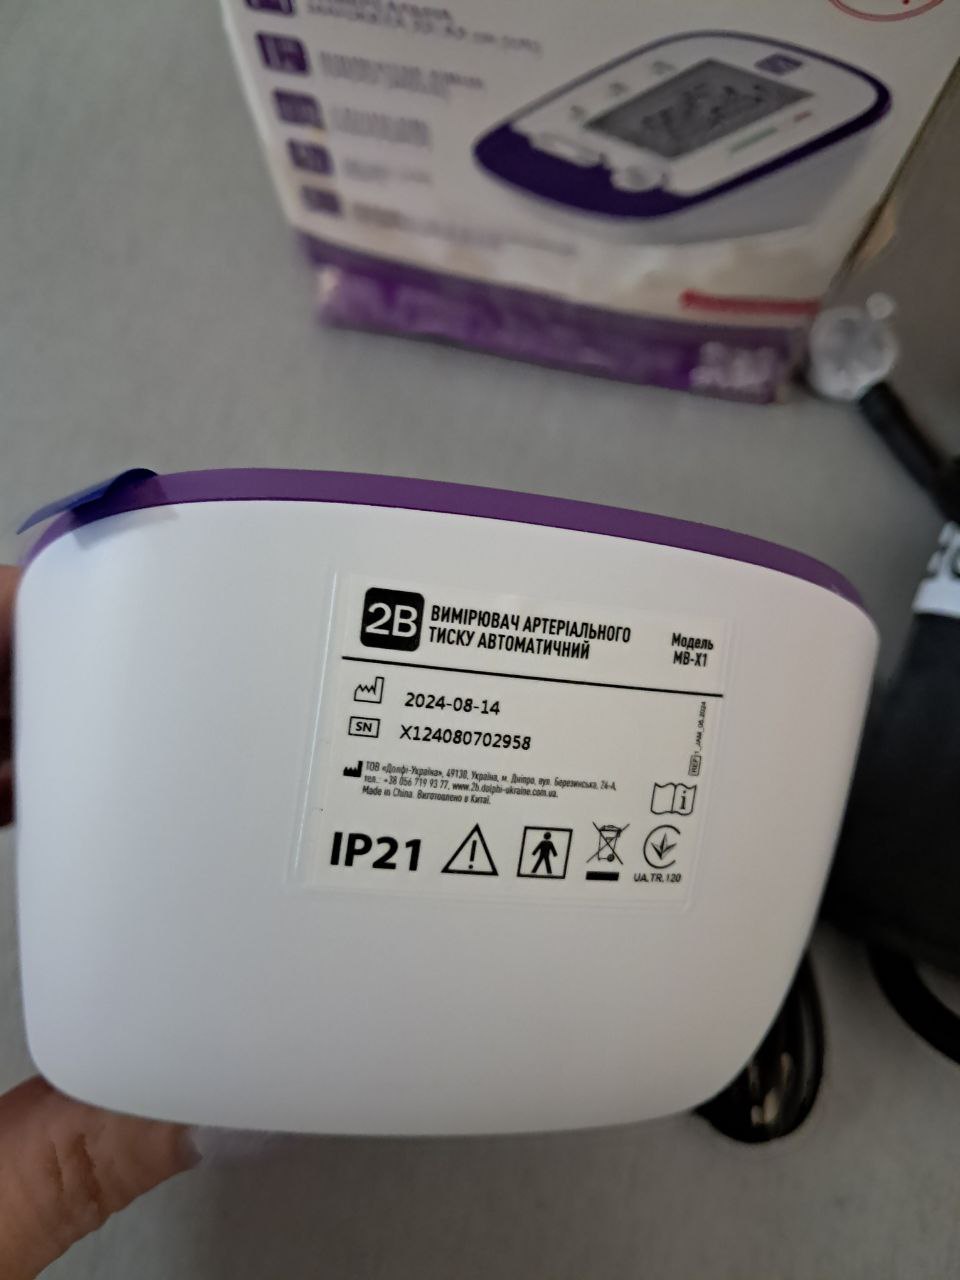 2B
ВИМІРЮВАЧ АРТЕРІАЛЬНОГО
ТИСКУ АВТОМАТИЧНИЙ
Модель
MB-X1
2024-08-14
SN
X124080702958
ТОВ «Долфі-Україна», 49130, Україна, м. Дніпро, вул. Березинська, 24-А,
тел.: +38 056 719 93 77, www.2b.dolphi-ukraine.com.ua.
Made in China. Виготовлено в Китаї.
REF
IP21
UA.TR.120